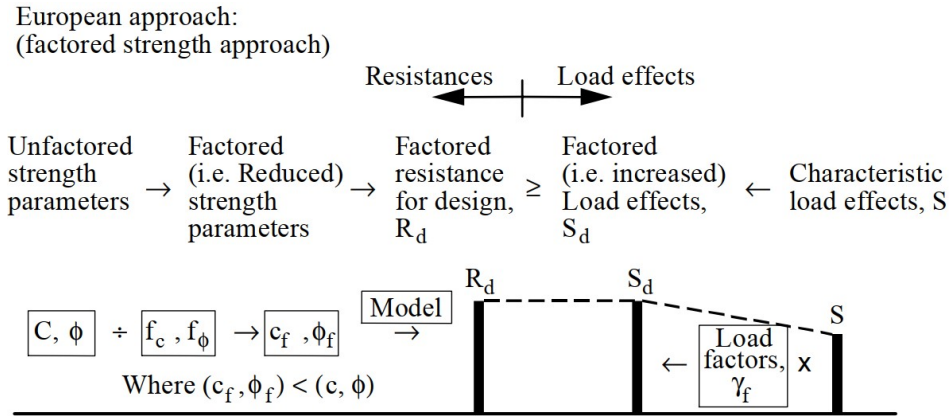 European approach:
(factored strength approach)
Resistances
Load effects
Unfactored
strength
parameters
→
Factored
(i.e. Reduced)
strength
parameters
→
Factored
resistance
for design,
R_d
≥
Factored
(i.e. increased)
Load effects,
S_d
←
Characteristic
load effects, S
C, ϕ ÷ f_c , f_ϕ → c_f , ϕ_f
Model
→
Where (c_f , ϕ_f) < (c, ϕ)
R_d
S_d
S
←
Load
factors,
γ_f
x